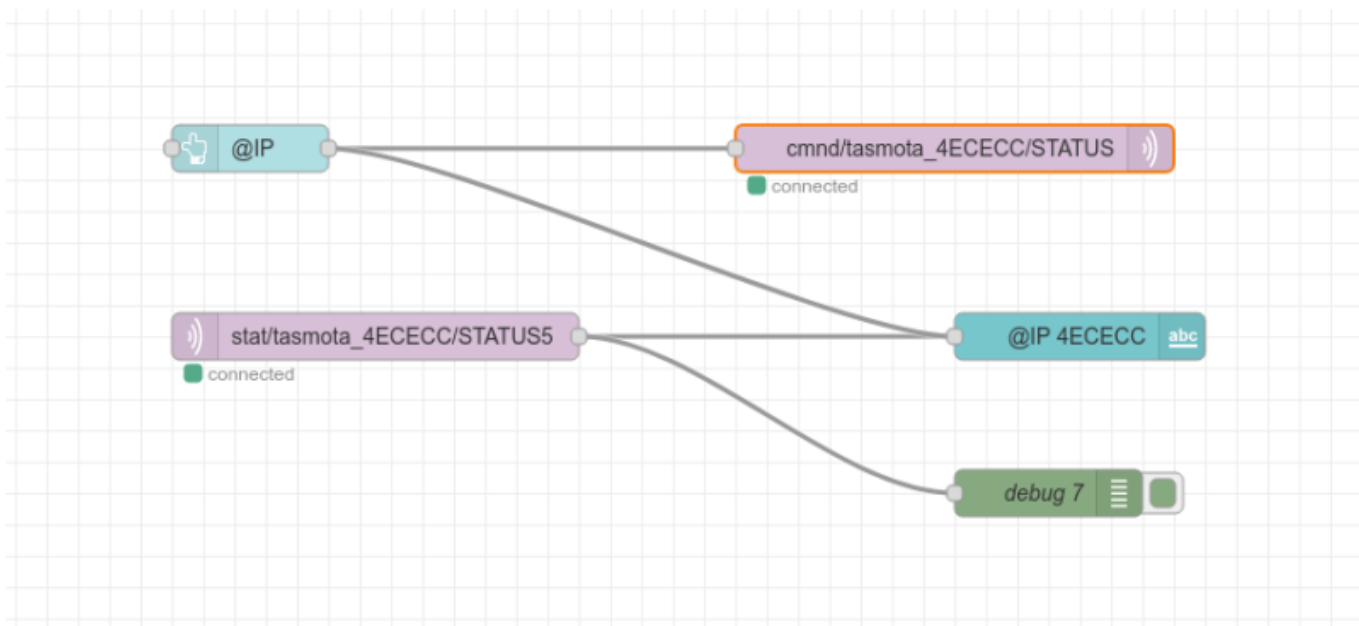 @IP
cmnd/tasmota_4ECECC/STATUS
connected
stat/tasmota_4ECECC/STATUS5
@IP 4ECECC
abc
connected
debug 7